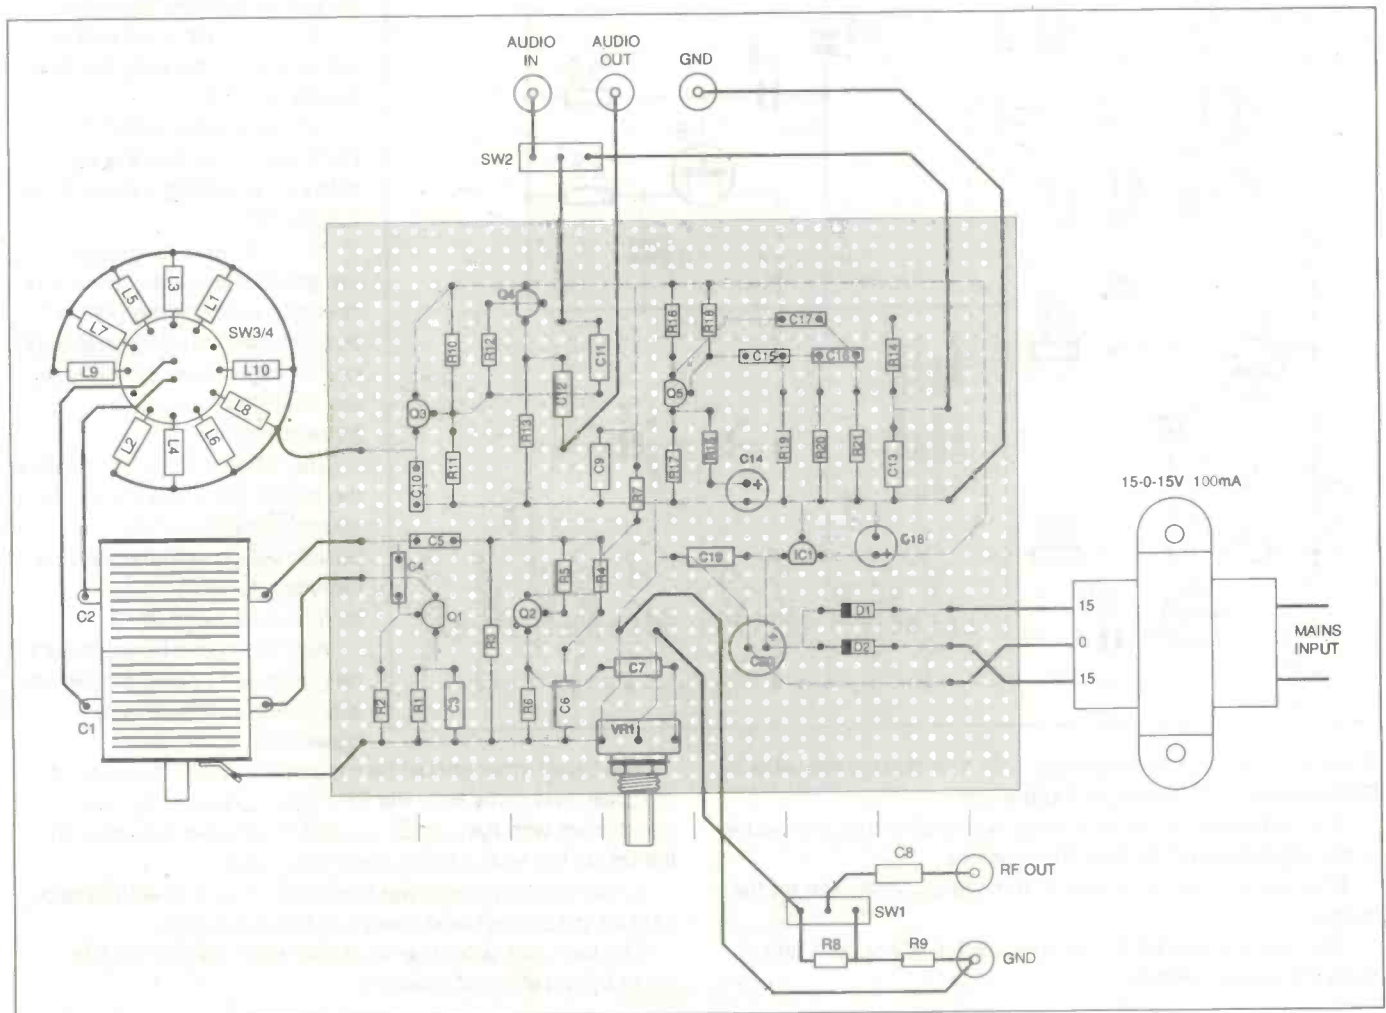 AUDIO
IN
AUDIO
OUT
GND
SW2
L5
L3
L1
L7
SW3/4
L9
L10
L8
L2
L4
L6
Q4
R10
R12
C11
C12
Q3
R13
R11
C10
C9
R7
R16
R18
C17
C15
C16
R14
Q5
R17
R15
C14
+
R19
R20
R21
C13
15-0-15V 100mA
C5
C4
R5
R4
C19
IC1
C18
+
C2
Q1
Q2
R3
D1
D2
+
15
0
15
MAINS
INPUT
C1
R2
R1
C3
R6
C6
C7
VR1
C8
RF OUT
SW1
R8
R9
GND